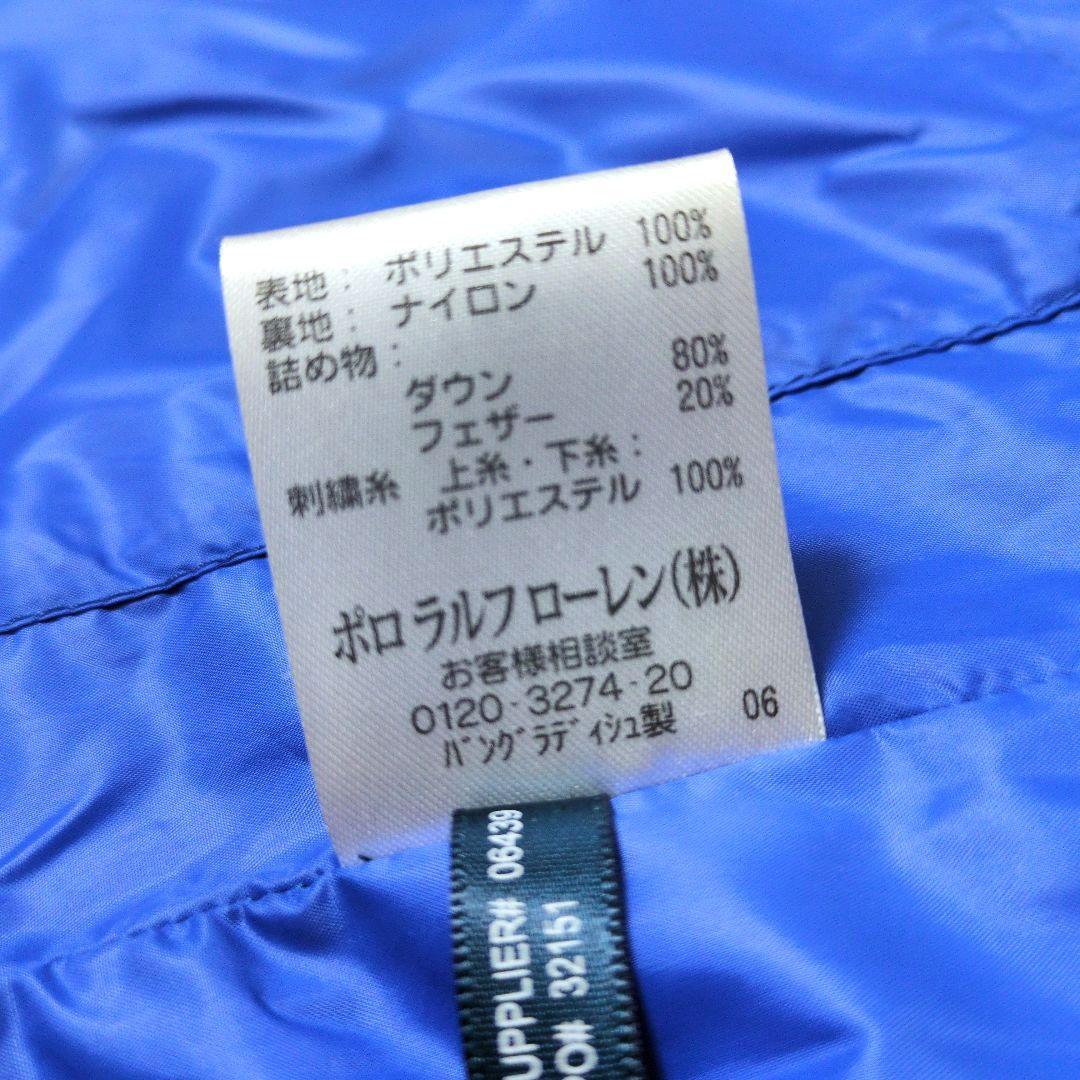 表地: ポリエステル 100%
裏地: ナイロン 100%
詰め物:
ダウン 80%
フェザー 20%
刺繍糸 上糸・下糸:
ポリエステル 100%
ポロ ラルフ ローレン(株)
お客様相談室
0120-3274-20
バングラディシュ製 06
UPPLIER# 06439
PO# 32151